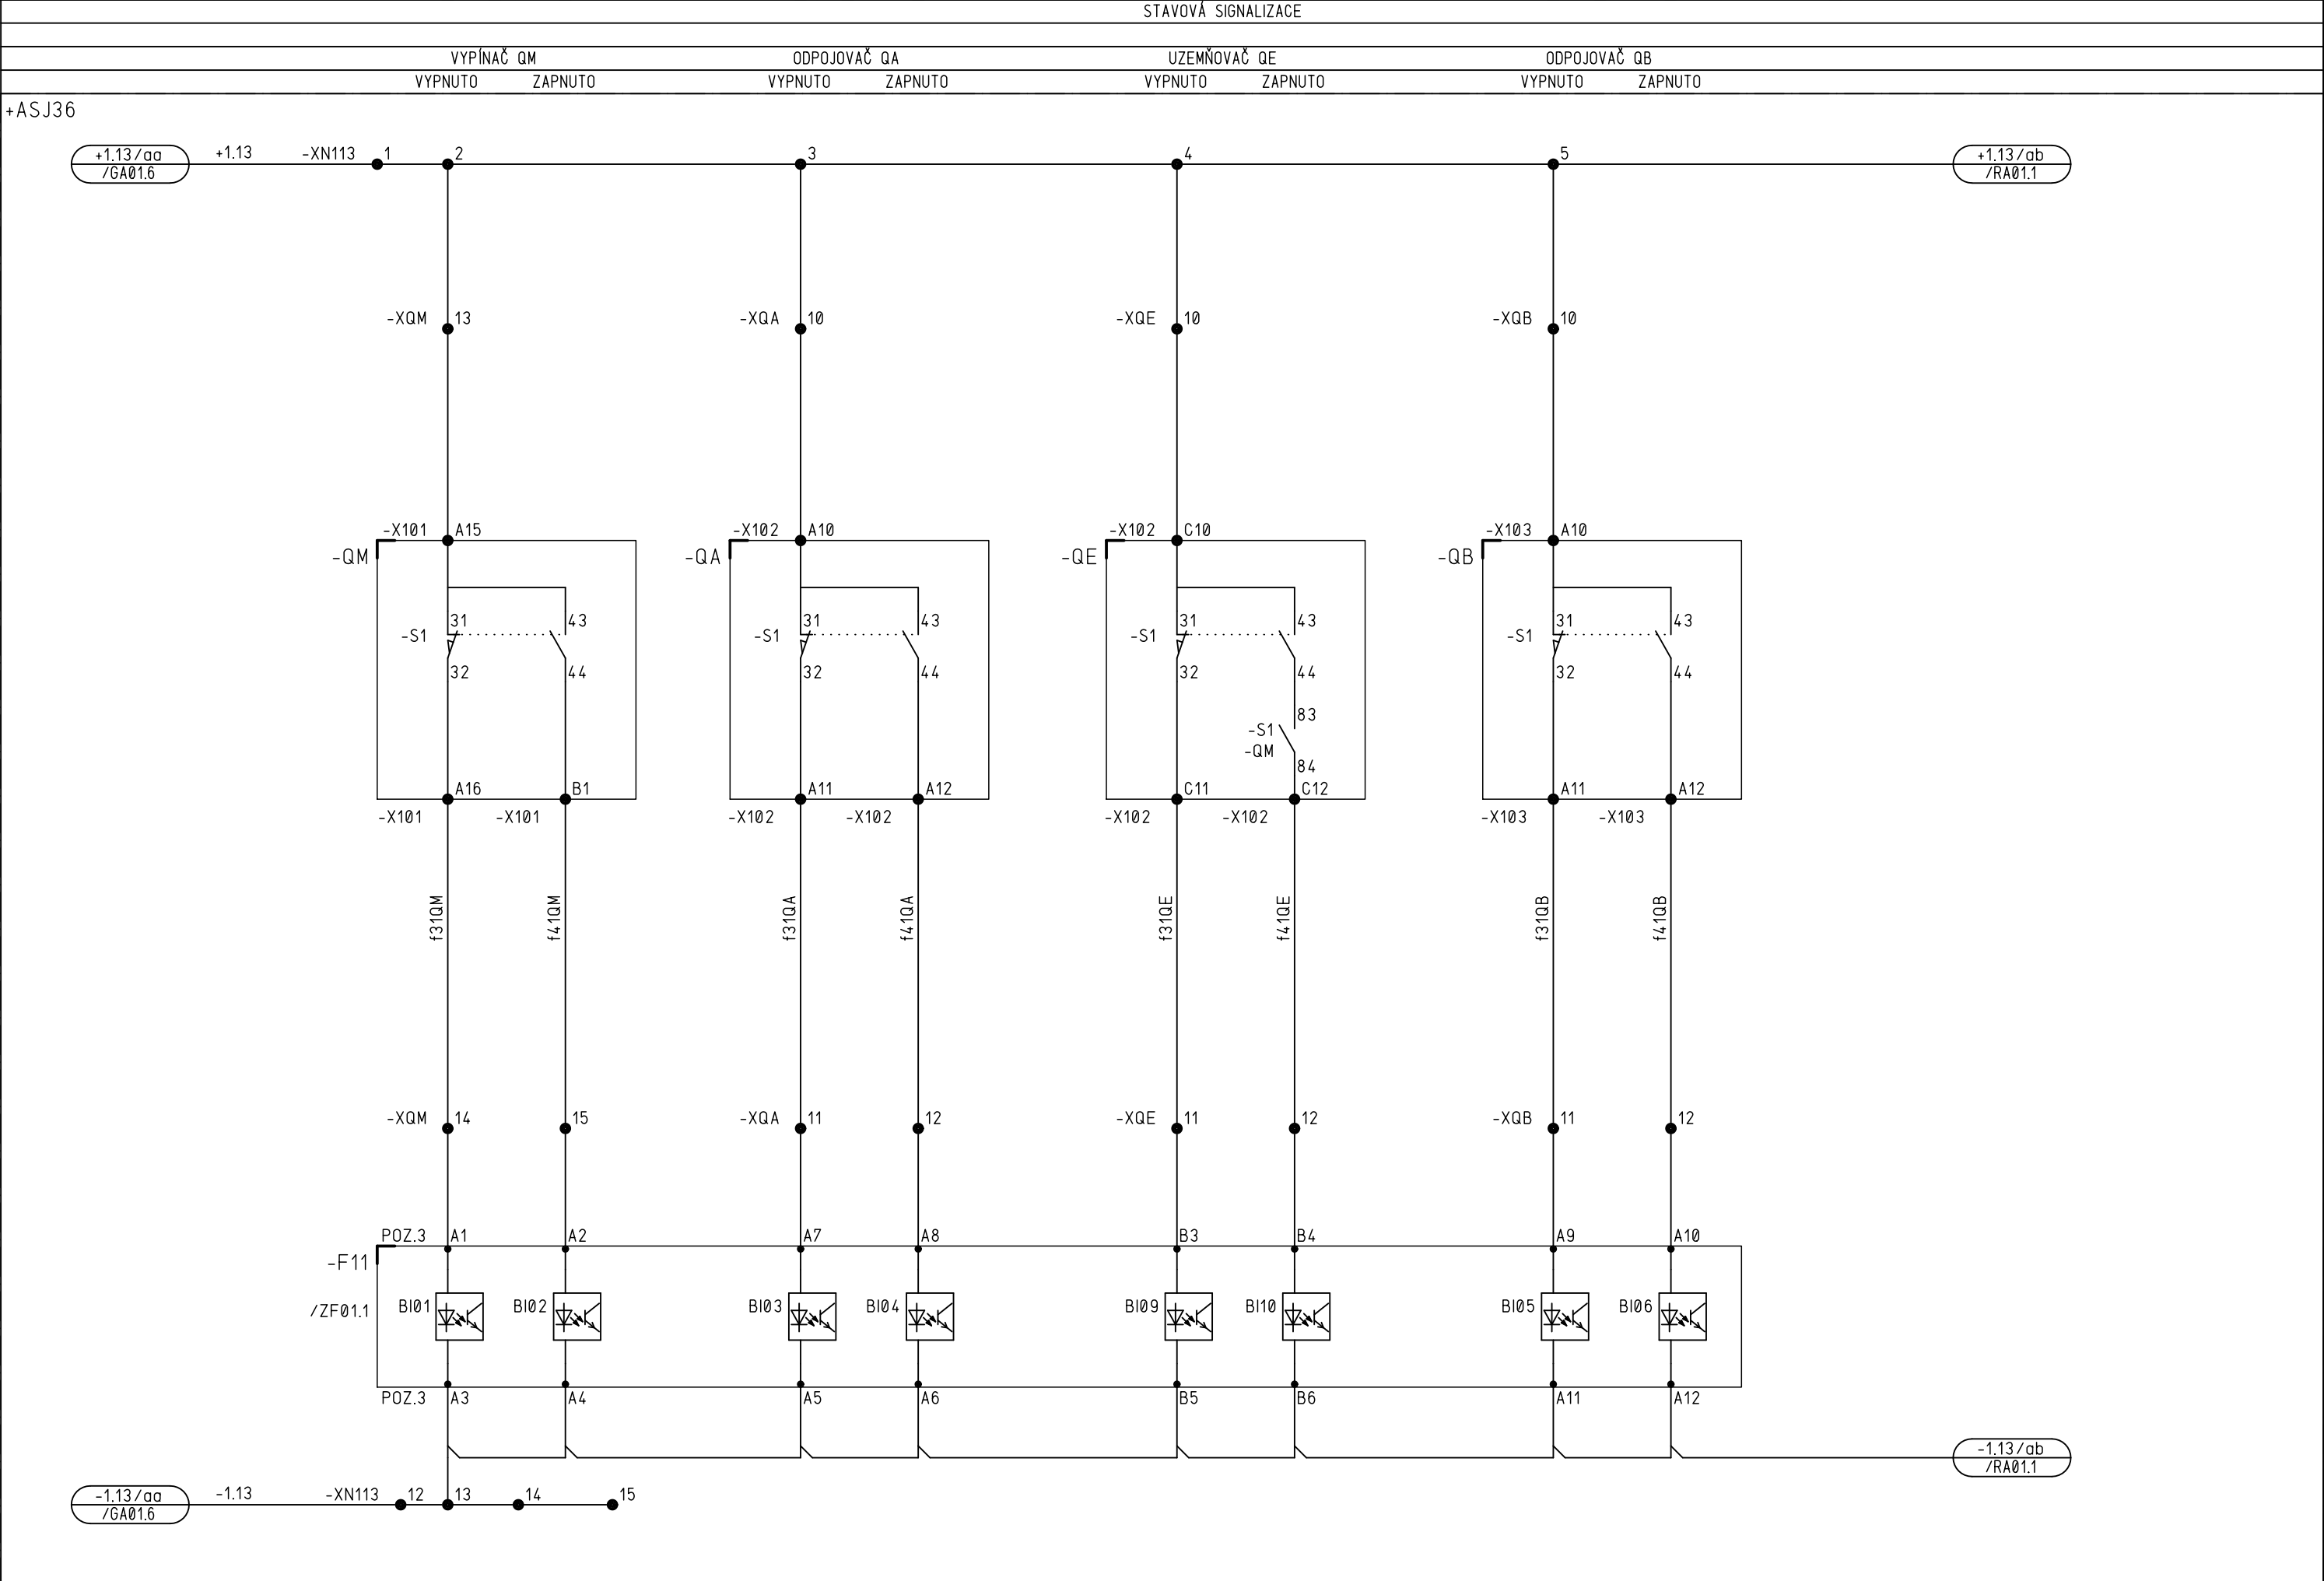 STAVOVÁ SIGNALIZACE
VYPÍNAČ QM ODPOJOVAČ QA UZEMŇOVAČ QE ODPOJOVAČ QB
VYPNUTO ZAPNUTO VYPNUTO ZAPNUTO VYPNUTO ZAPNUTO VYPNUTO ZAPNUTO
+ASJ36
+1.13/aa +1.13 -XN113 1 2 3 4 5 +1.13/ab
/GA01.6 /RA01.1
-XQM 13 -XQA 10 -XQE 10 -XQB 10
-X101 A15 -X102 A10 -X102 C10 -X103 A10
-QM -QA -QE -QB
31 43 31 43 31 43 31 43
-S1 -S1 -S1 -S1
32 44 32 44 32 44 32 44
83
-S1
-QM
84
A16 B1 A11 A12 C11 C12 A11 A12
-X101 -X101 -X102 -X102 -X102 -X102 -X103 -X103
f31QM f41QM f31QA f41QA f31QE f41QE f31QB f41QB
-XQM 14 15 -XQA 11 12 -XQE 11 12 -XQB 11 12
POZ.3 A1 A2 A7 A8 B3 B4 A9 A10
-F11
/ZF01.1 BI01 BI02 BI03 BI04 BI09 BI10 BI05 BI06
POZ.3 A3 A4 A5 A6 B5 B6 A11 A12
-1.13/ab
/RA01.1
-1.13/aa -1.13 -XN113 12 13 14 15
/GA01.6